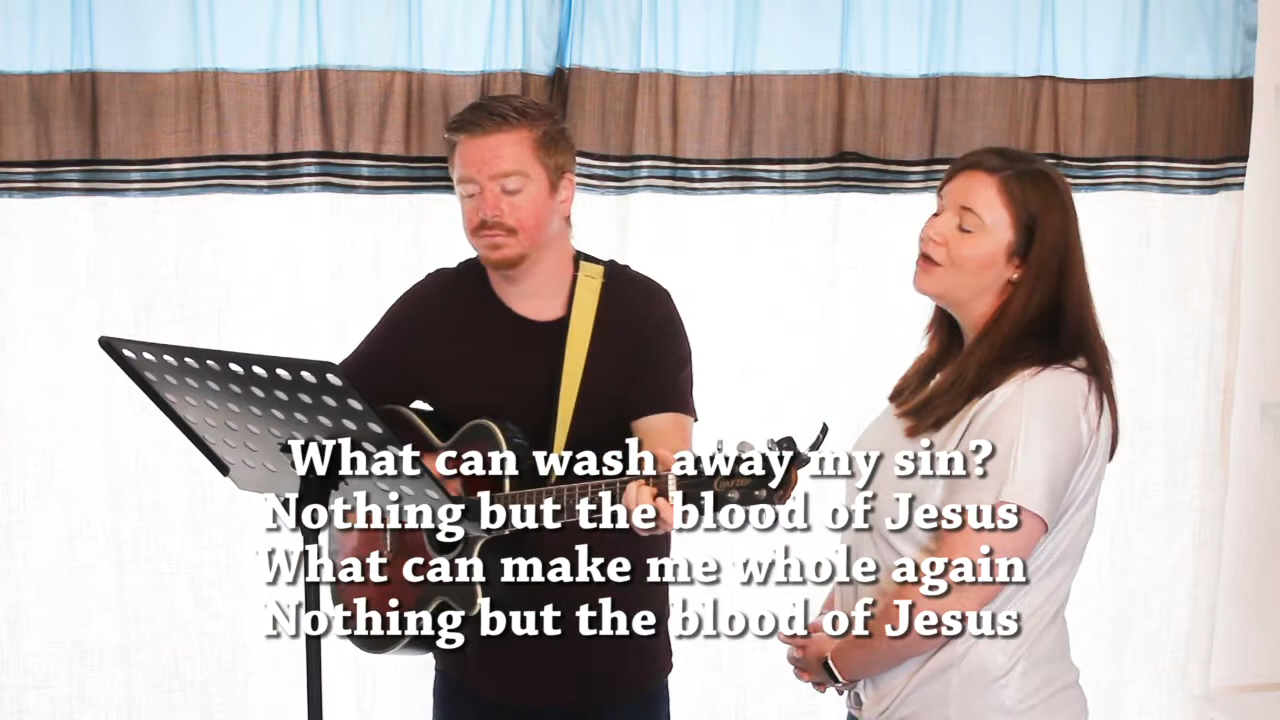 What can wash away my sin?
Nothing but the blood of Jesus
What can make me whole again
Nothing but the blood of Jesus